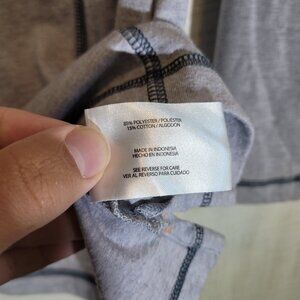 85% POLYESTER / POLIÉSTER
15% COTTON / ALGODON
MADE IN INDONESIA
HECHO EN INDONESIA
SEE REVERSE FOR CARE
VER AL REVERSO PARA CUIDADO